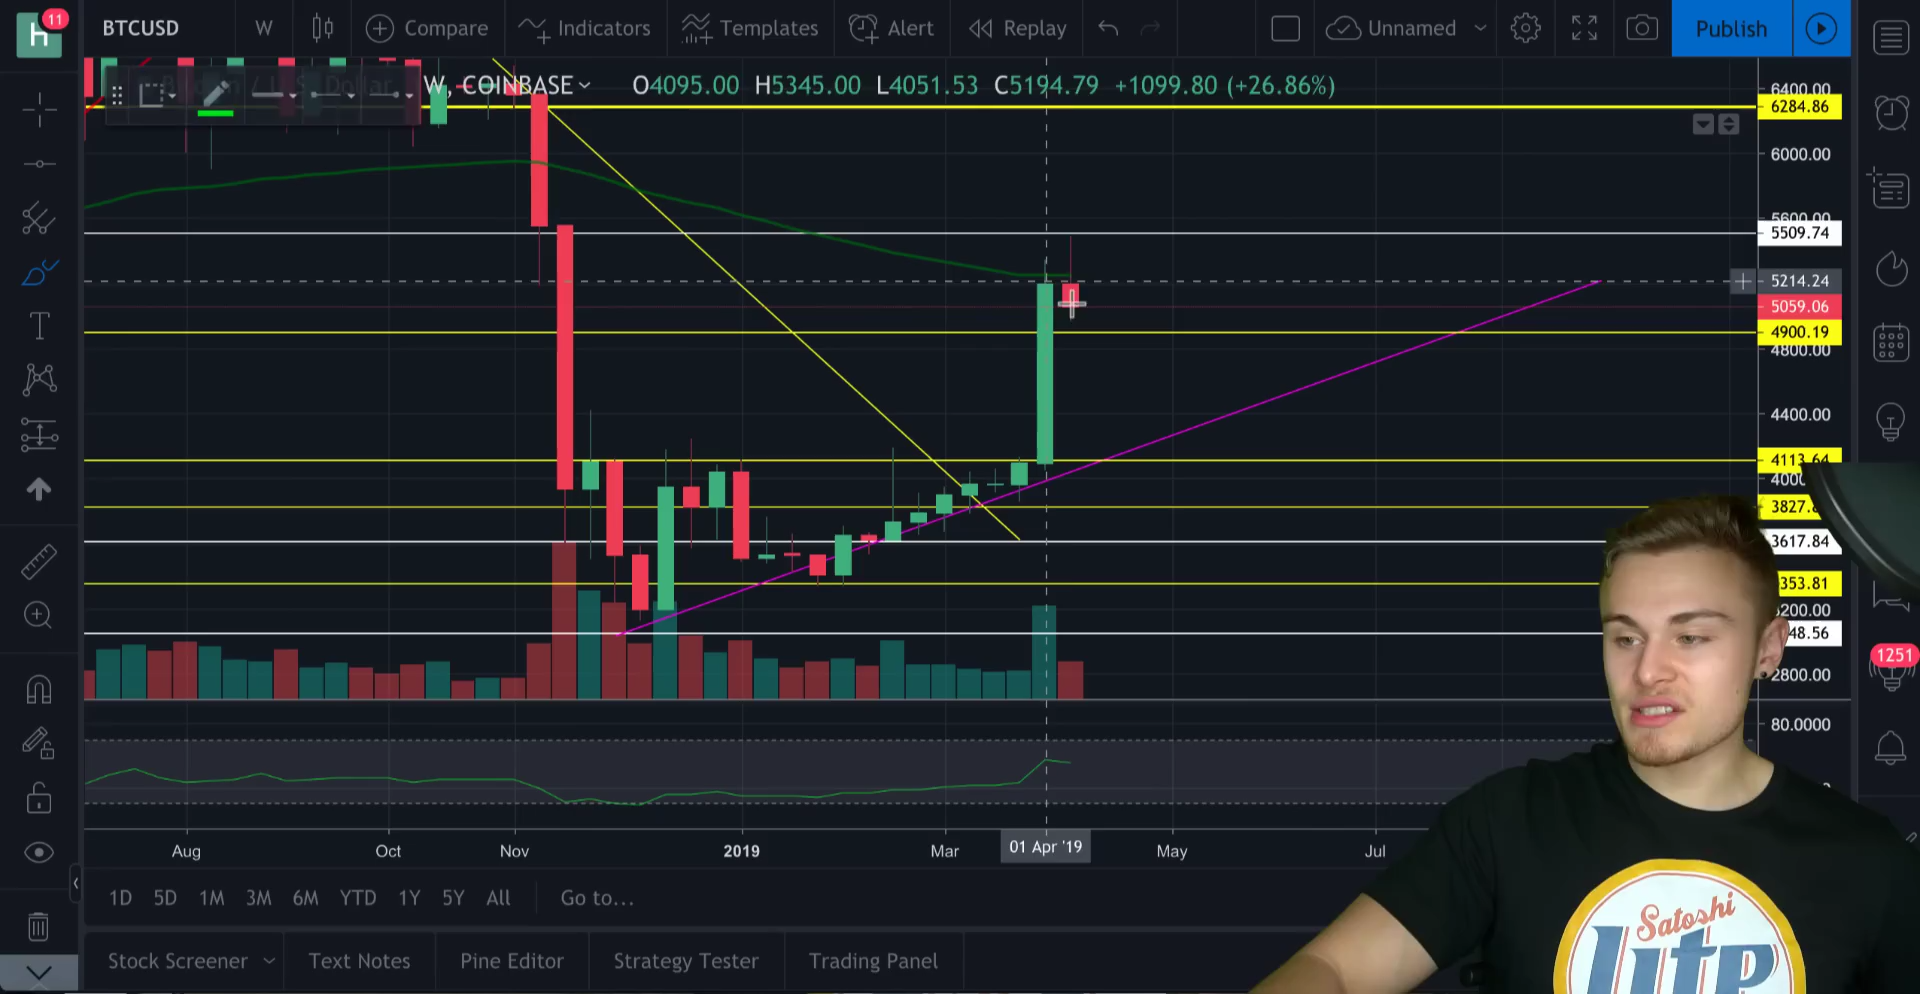 h 11
BTCUSD W Compare Indicators Templates Alert Replay Unnamed Publish
W, COINBASE O4095.00 H5345.00 L4051.53 C5194.79 +1099.80 (+26.86%)
6400.00
6284.86
6000.00
5600.00
5509.74
5214.24
5059.06
4900.19
4800.00
4400.00
4113.64
3617.84
353.81
200.00
48.56
2800.00
80.0000
1251
Aug Oct Nov 2019 Mar 01 Apr '19 May Jul
1D 5D 1M 3M 6M YTD 1Y 5Y All Go to...
Stock Screener Text Notes Pine Editor Strategy Tester Trading Panel
Satoshi
lite